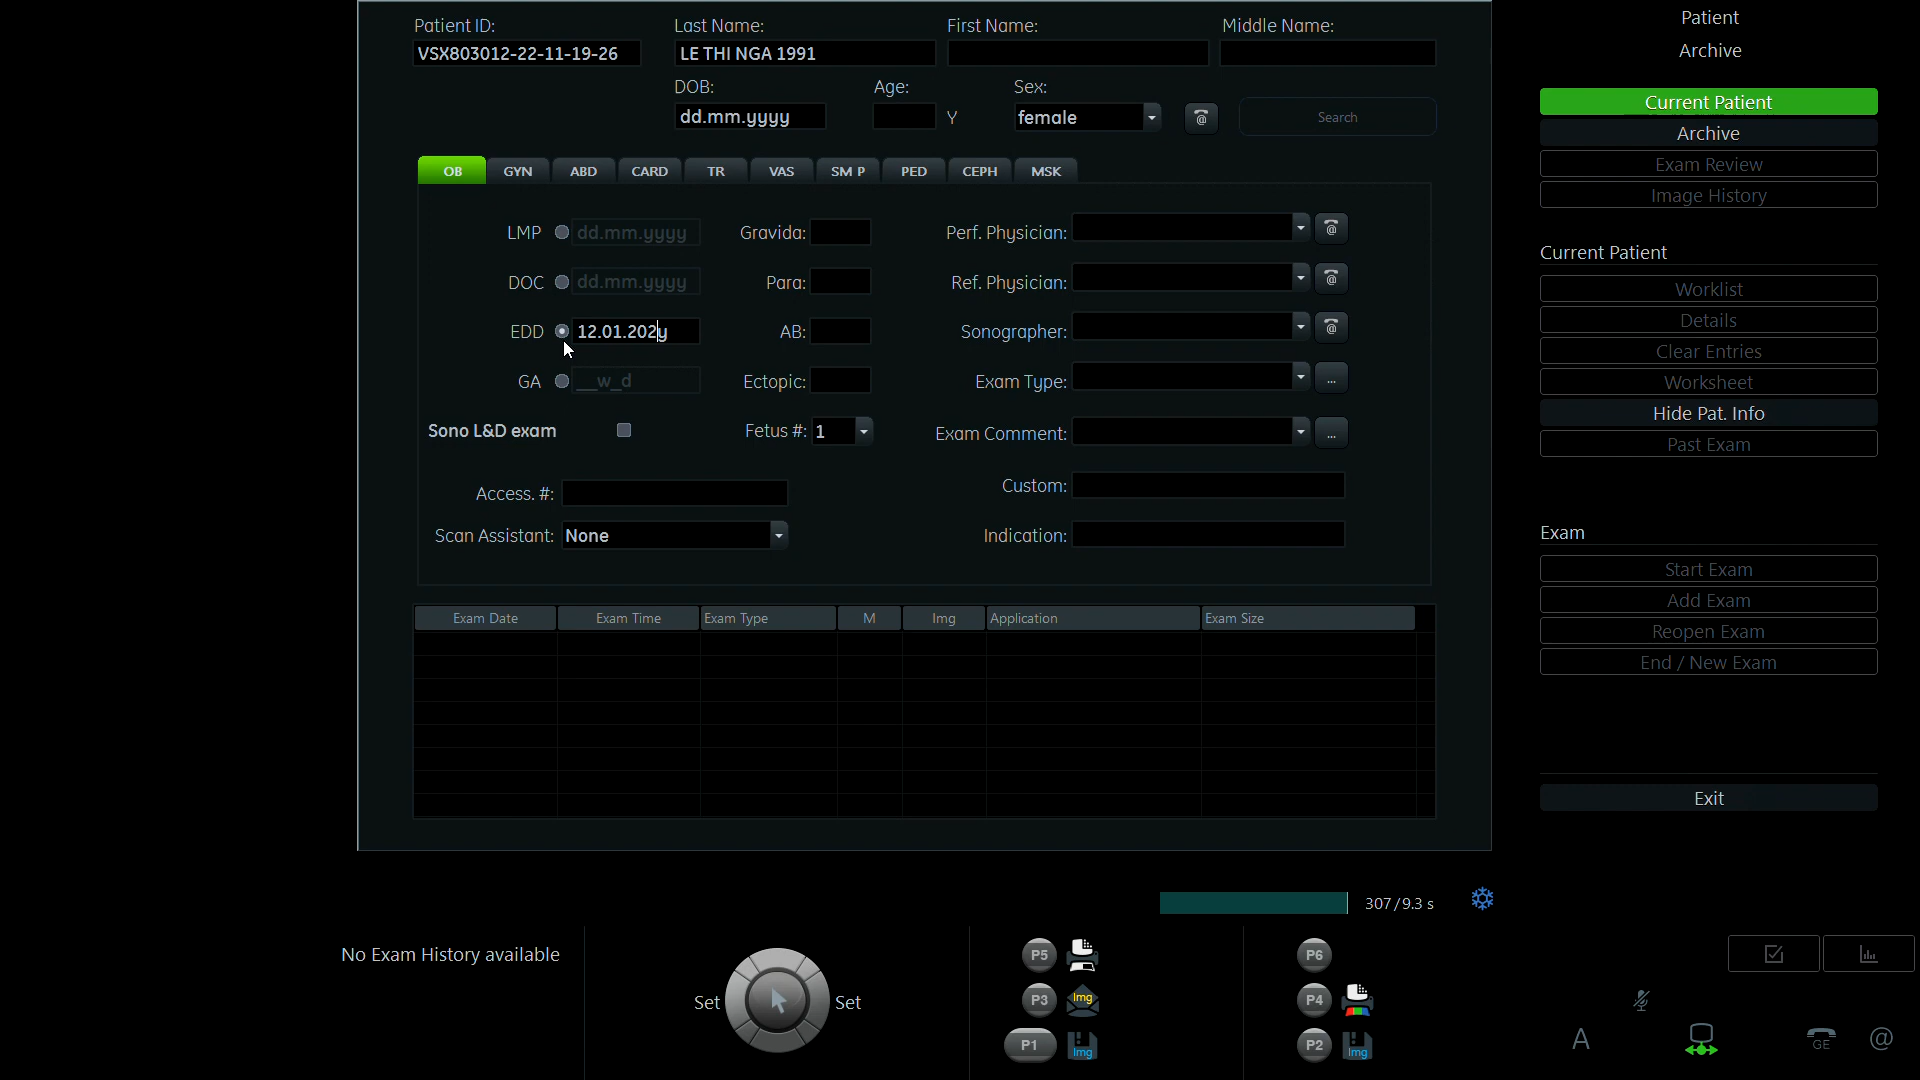 Patient ID: Last Name: First Name: Middle Name:
VSX803012-22-11-19-26 LE THI NGA 1991
DOB: Age: Sex:
dd.mm.yyyy Y female @ Search
OB GYN ABD CARD TR VAS SM P PED CEPH MSK
LMP dd.mm.yyyy Gravida: Perf. Physician: @
DOC dd.mm.yyyy Para: Ref. Physician: @
EDD 12.01.202y AB: Sonographer: @
GA __w_d Ectopic: Exam Type: ...
Sono L&D exam Fetus #: 1 Exam Comment: ...
Access. #: Custom:
Scan Assistant: None Indication:
Exam Date Exam Time Exam Type M Img Application Exam Size
307/9.3 s
No Exam History available
Set Set
P5 P6
P3 Img P4
P1 Img P2 Img
Patient
Archive
Current Patient
Archive
Exam Review
Image History
Current Patient
Worklist
Details
Clear Entries
Worksheet
Hide Pat. Info
Past Exam
Exam
Start Exam
Add Exam
Reopen Exam
End / New Exam
Exit
A GE @